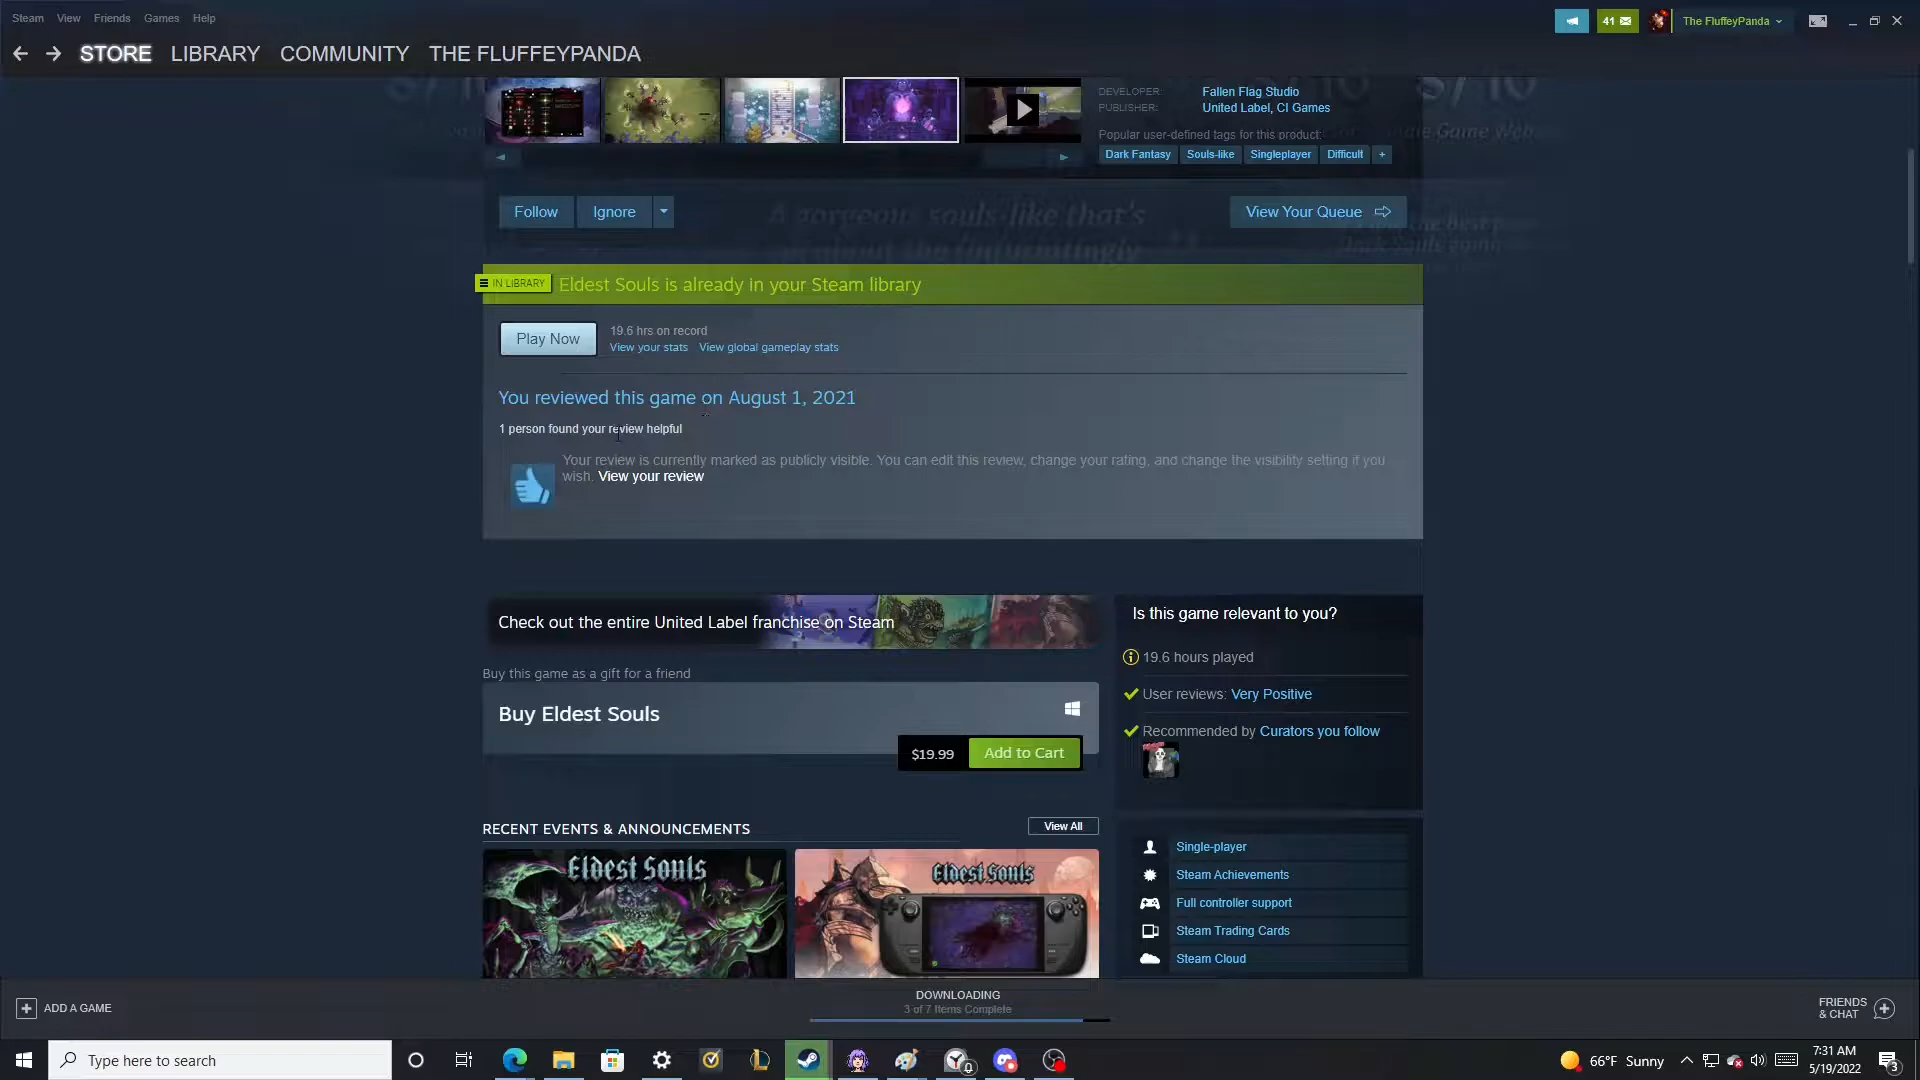 Steam View Friends Games Help
41
The FluffeyPanda
STORE LIBRARY COMMUNITY THE FLUFFEYPANDA
DEVELOPER: Fallen Flag Studio
PUBLISHER: United Label, CI Games
Popular user-defined tags for this product:
Dark Fantasy Souls-like Singleplayer Difficult +
Follow Ignore
View Your Queue
A gorgeous souls-like that's
IN LIBRARY
Eldest Souls is already in your Steam library
Play Now
19.6 hrs on record
View your stats View global gameplay stats
You reviewed this game on August 1, 2021
1 person found your review helpful
Your review is currently marked as publicly visible. You can edit this review, change your rating, and change the visibility setting if you
wish. View your review
Check out the entire United Label franchise on Steam
Is this game relevant to you?
19.6 hours played
User reviews: Very Positive
Recommended by Curators you follow
Buy this game as a gift for a friend
Buy Eldest Souls
$19.99 Add to Cart
RECENT EVENTS & ANNOUNCEMENTS
View All
Eldest Souls
Eldest Souls
Single-player
Steam Achievements
Full controller support
Steam Trading Cards
Steam Cloud
ADD A GAME
DOWNLOADING
3 of 7 Items Complete
FRIENDS
& CHAT
Type here to search
66°F Sunny
7:31 AM
5/19/2022
3